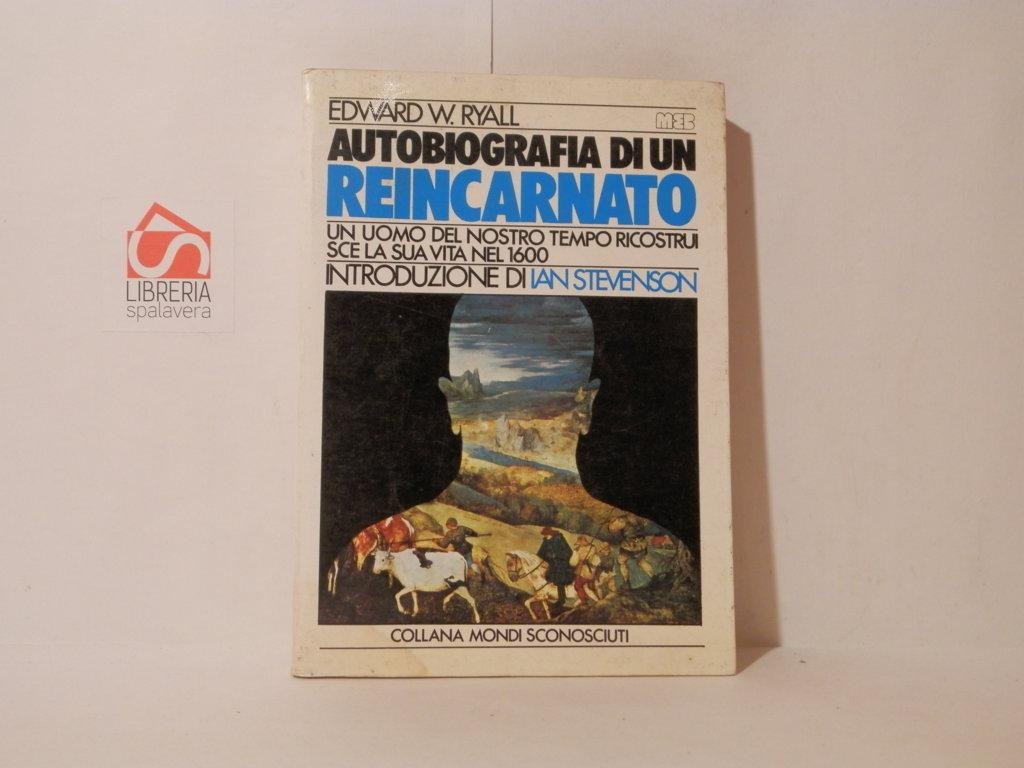 EDWARD W. RYALL
MEB
AUTOBIOGRAFIA DI UN
REINCARNATO
UN UOMO DEL NOSTRO TEMPO RICOSTRUI
SCE LA SUA VITA NEL 1600
INTRODUZIONE DI IAN STEVENSON
COLLANA MONDI SCONOSCIUTI
LIBRERIA
spalavera